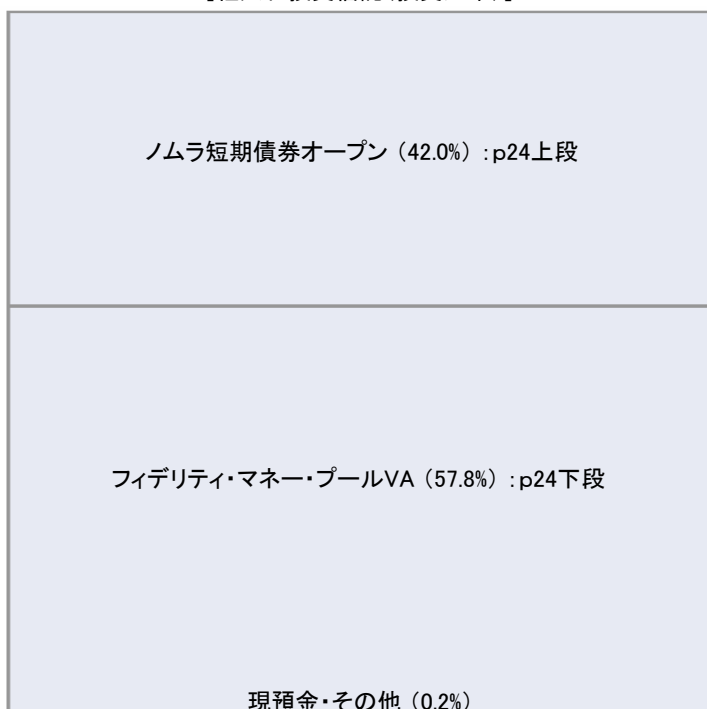 ノムラ短期債券オープン (42.0%) :p24上段
フィデリティ・マネー・プールVA (57.8%) :p24下段
現預金・その他 (0.2%)